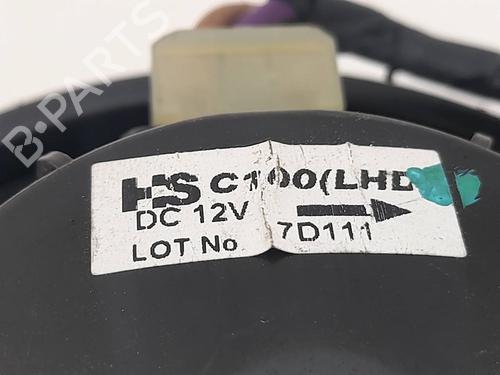 B-PARTS
HS C100(LHD
DC 12V
LOT No 7D111